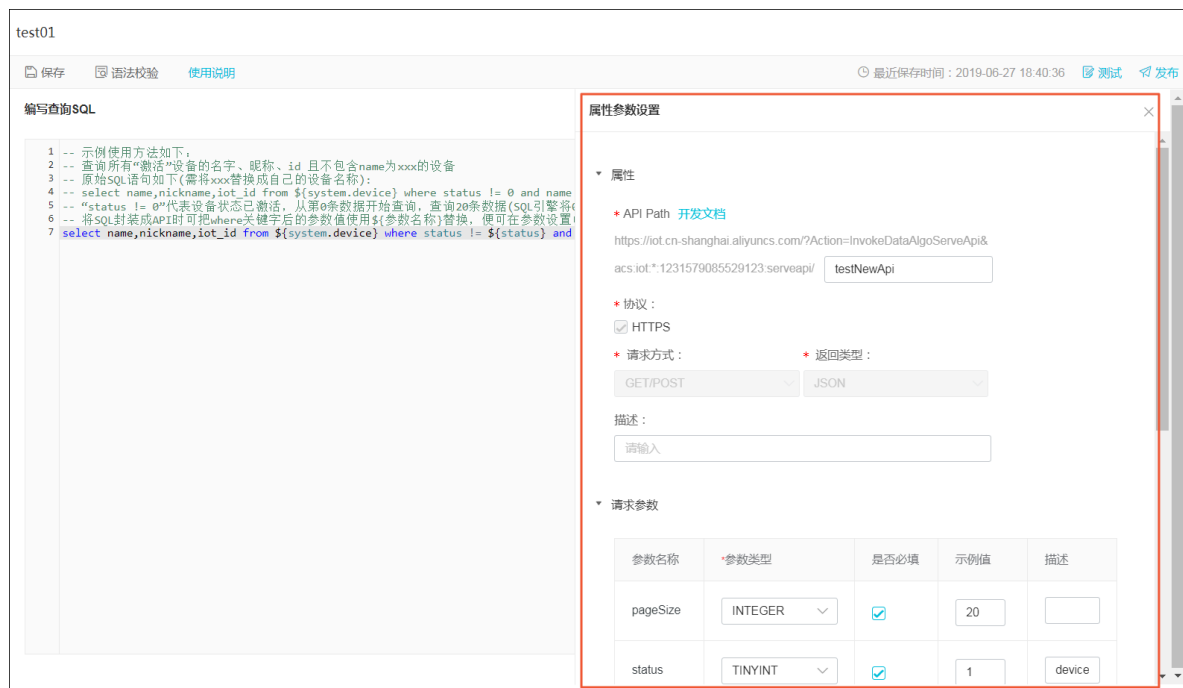 test01
保存 语法校验 使用说明 最近保存时间：2019-06-27 18:40:36 测试 发布
编写查询SQL
1 -- 示例使用方法如下：
2 -- 查询所有“激活”设备的名字、昵称、id 且不包含name为xxx的设备
3 -- 原始SQL语句如下(需将xxx替换成自己的设备名称):
4 -- select name,nickname,iot_id from ${system.device} where status != 0 and name
5 -- “status != 0”代表设备状态已激活，从第0条数据开始查询，查询20条数据(SQL引擎将
6 -- 将SQL封装成API时可把where关键字后的参数值使用${参数名称}替换，便可在参数设置
7 select name,nickname,iot_id from ${system.device} where status != ${status} and
属性参数设置
属性
* API Path 开发文档
https://iot.cn-shanghai.aliyuncs.com/?Action=InvokeDataAlgoServeApi&
acs:iot:*:1231579085529123:serveapi/ testNewApi
* 协议：
HTTPS
* 请求方式： * 返回类型：
GET/POST JSON
描述：
请输入
请求参数
参数名称 *参数类型 是否必填 示例值 描述
pageSize INTEGER 20
status TINYINT 1 device